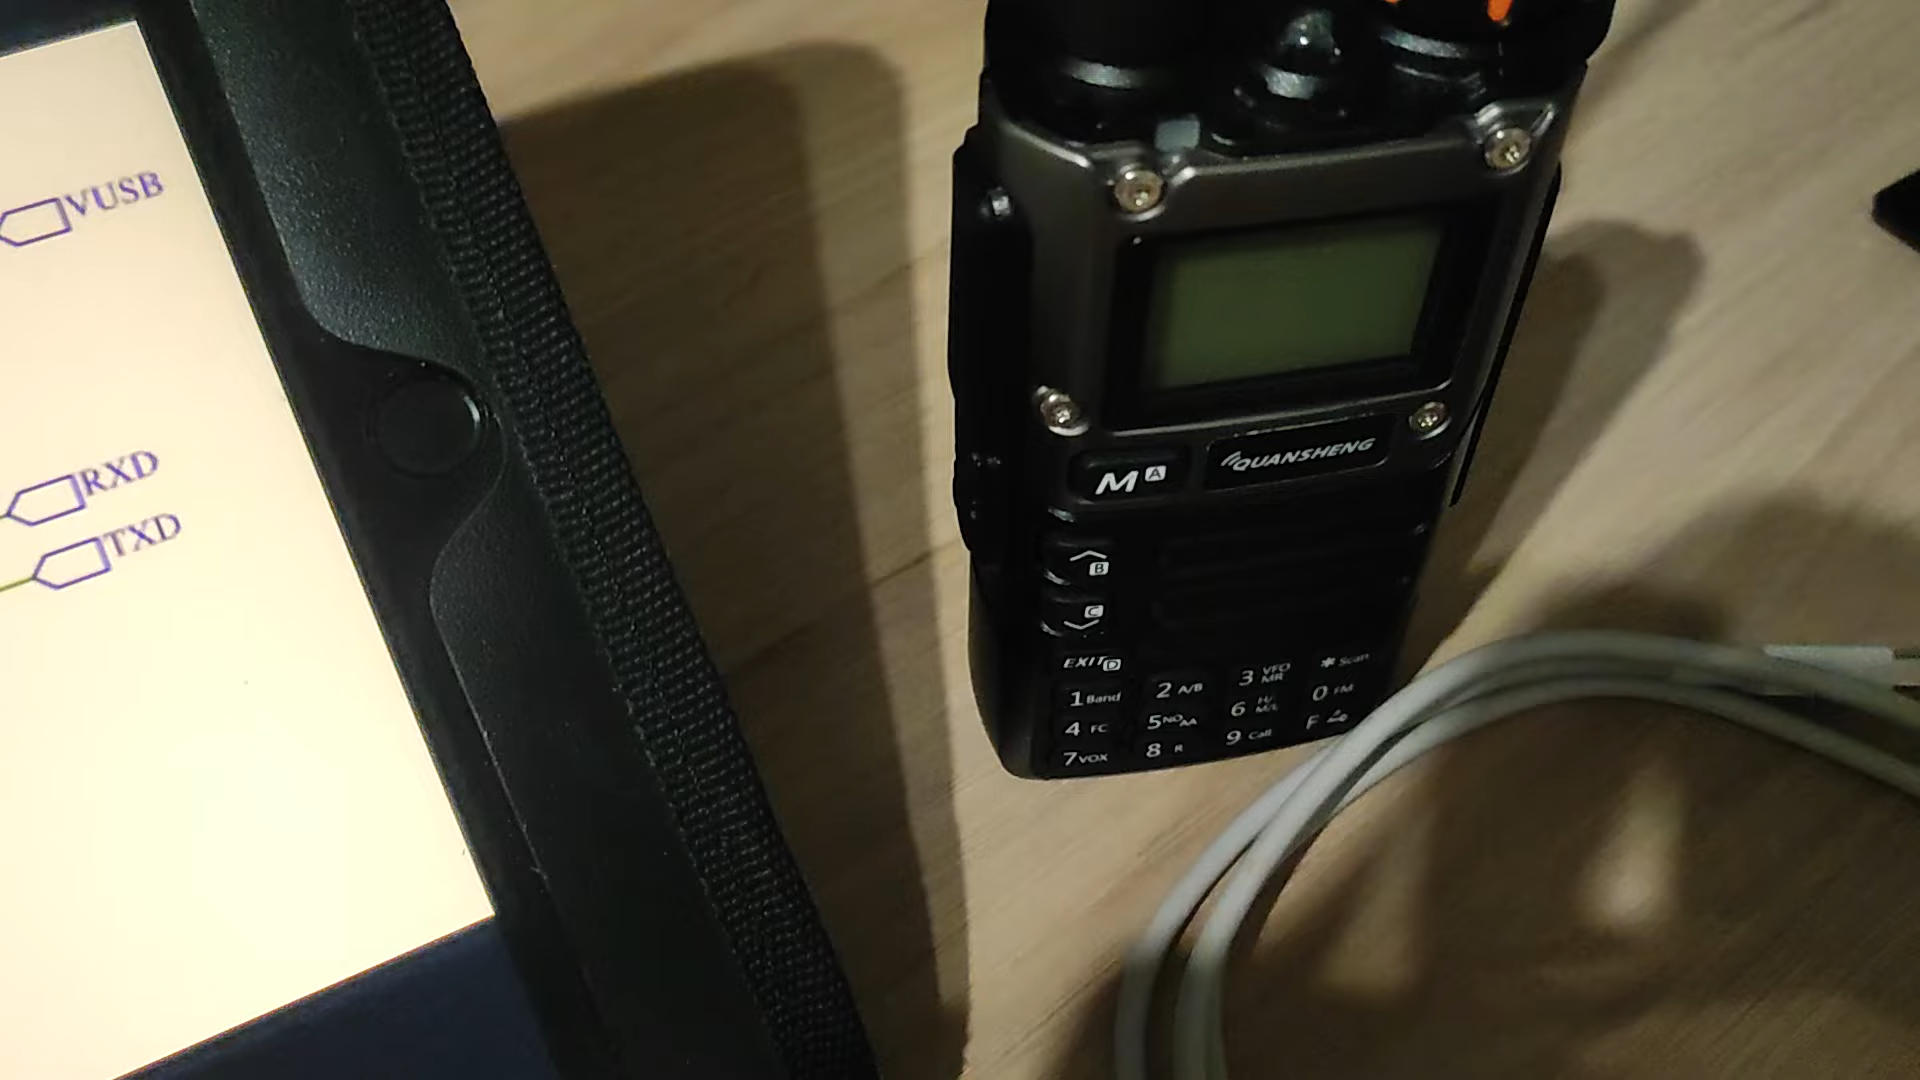 VUSB
RXD
TXD
QUANSHENG
M A
B
C
EXIT D
1 Band 2 A/B 3 VFO MR * Scan
4 FC 5 NOAA 6 H/M/L 0 FM
7 VOX 8 R 9 Call F